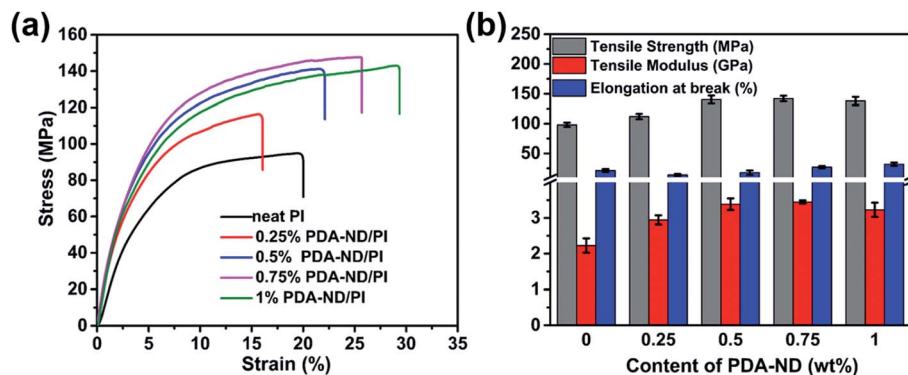 (a)
160
140
120
100
80
60
40
20
0
Stress (MPa)
neat PI
0.25% PDA-ND/PI
0.5% PDA-ND/PI
0.75% PDA-ND/PI
1% PDA-ND/PI
0 5 10 15 20 25 30 35
Strain (%)
(b)
250
200
150
100
50
3
2
1
0
Tensile Strength (MPa)
Tensile Modulus (GPa)
Elongation at break (%)
0 0.25 0.5 0.75 1
Content of PDA-ND (wt%)